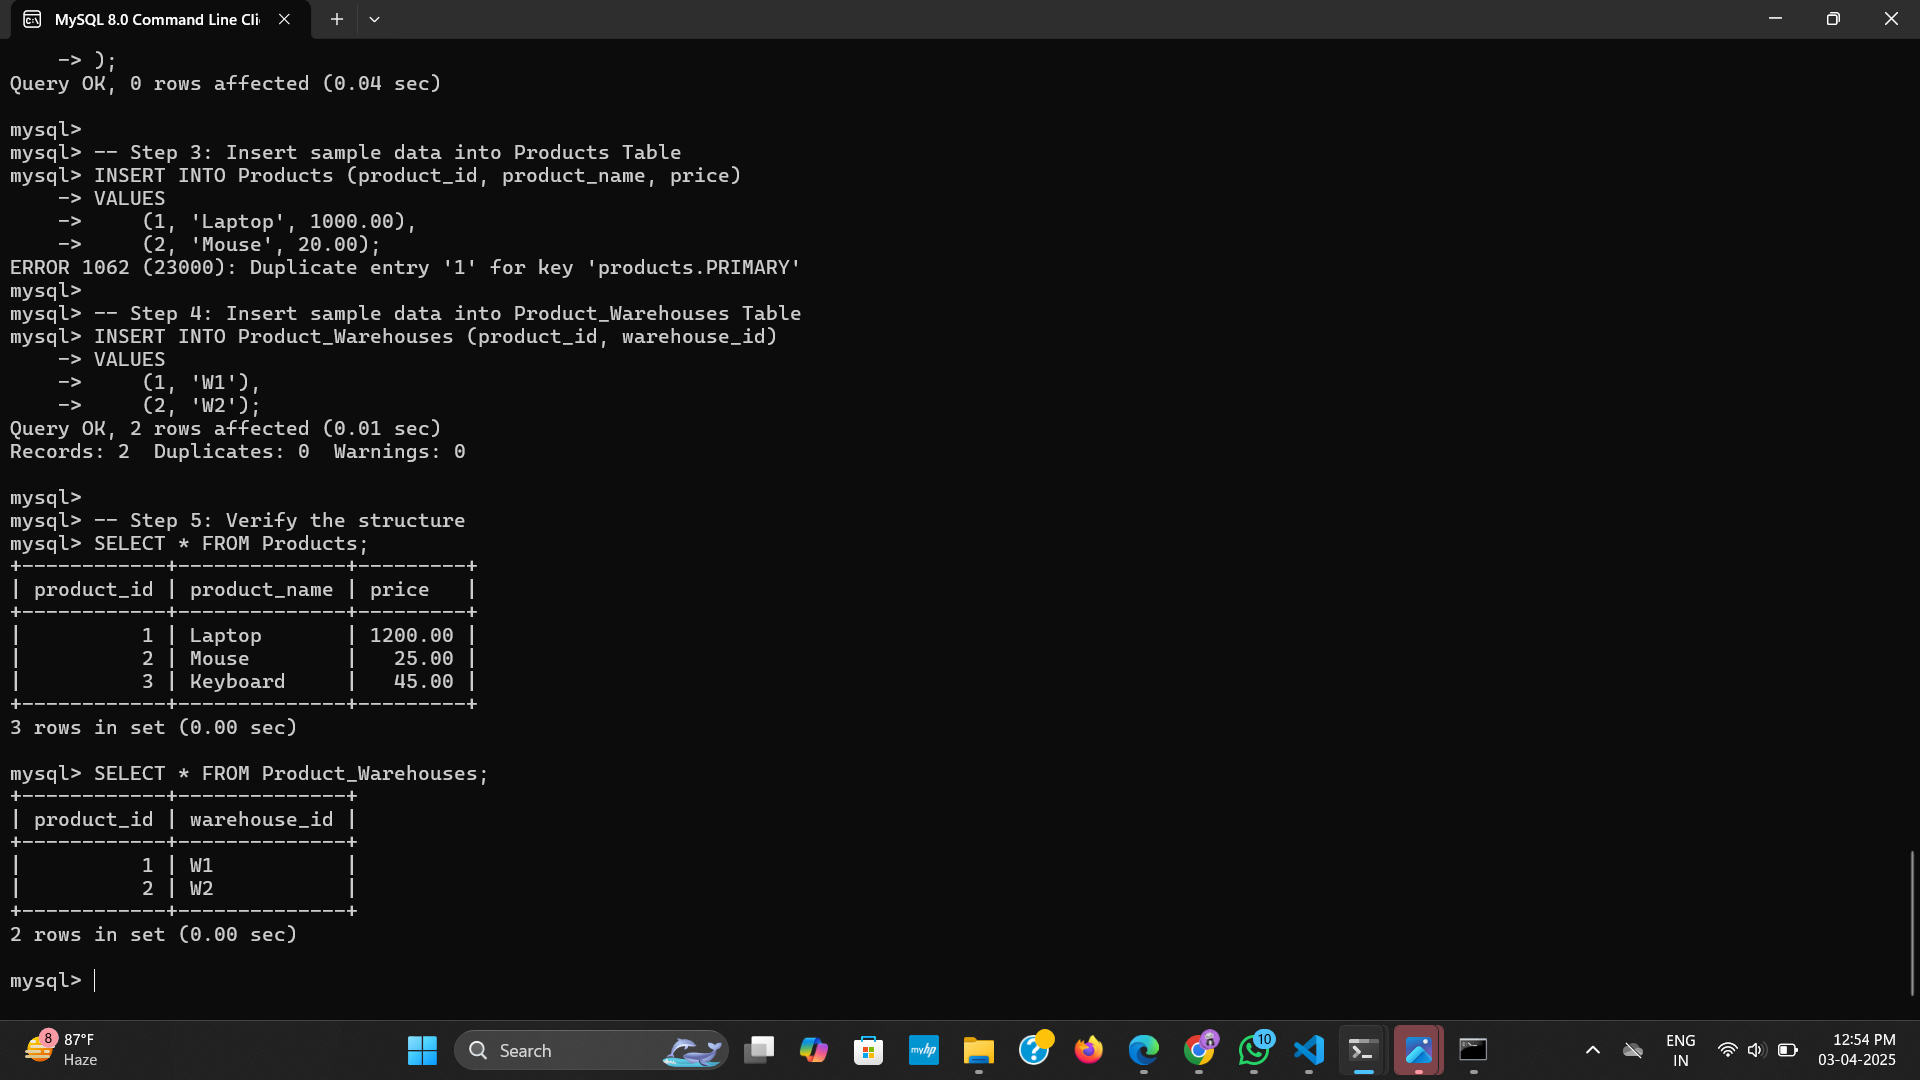 MySQL 8.0 Command Line Cli
-> );
Query OK, 0 rows affected (0.04 sec)
mysql>
mysql> -- Step 3: Insert sample data into Products Table
mysql> INSERT INTO Products (product_id, product_name, price)
-> VALUES
-> (1, 'Laptop', 1000.00),
-> (2, 'Mouse', 20.00);
ERROR 1062 (23000): Duplicate entry '1' for key 'products.PRIMARY'
mysql>
mysql> -- Step 4: Insert sample data into Product_Warehouses Table
mysql> INSERT INTO Product_Warehouses (product_id, warehouse_id)
-> VALUES
-> (1, 'W1'),
-> (2, 'W2');
Query OK, 2 rows affected (0.01 sec)
Records: 2  Duplicates: 0  Warnings: 0
mysql>
mysql> -- Step 5: Verify the structure
mysql> SELECT * FROM Products;
+------------+--------------+---------+
| product_id | product_name | price   |
+------------+--------------+---------+
|          1 | Laptop       | 1200.00 |
|          2 | Mouse        |   25.00 |
|          3 | Keyboard     |   45.00 |
+------------+--------------+---------+
3 rows in set (0.00 sec)
mysql> SELECT * FROM Product_Warehouses;
+------------+--------------+
| product_id | warehouse_id |
+------------+--------------+
|          1 | W1           |
|          2 | W2           |
+------------+--------------+
2 rows in set (0.00 sec)
mysql>
8
87°F
Haze
Search
myhp
10
ENG
IN
12:54 PM
03-04-2025